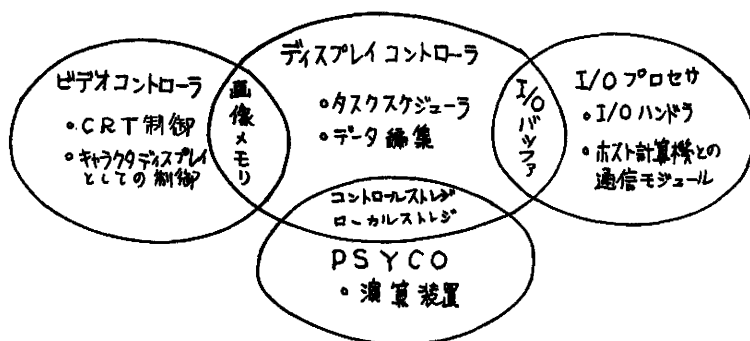 ビデオコントローラ
・CRT制御
・キャラクタディスプレイ
としての制御
画像メモリ
ディスプレイコントローラ
・タスクスケジューラ
・データ編集
I/Oバッファ
I/Oプロセサ
・I/Oハンドラ
・ホスト計算機との
通信モジュール
コントロールストレジ
ローカルストレジ
PSYCO
・演算装置